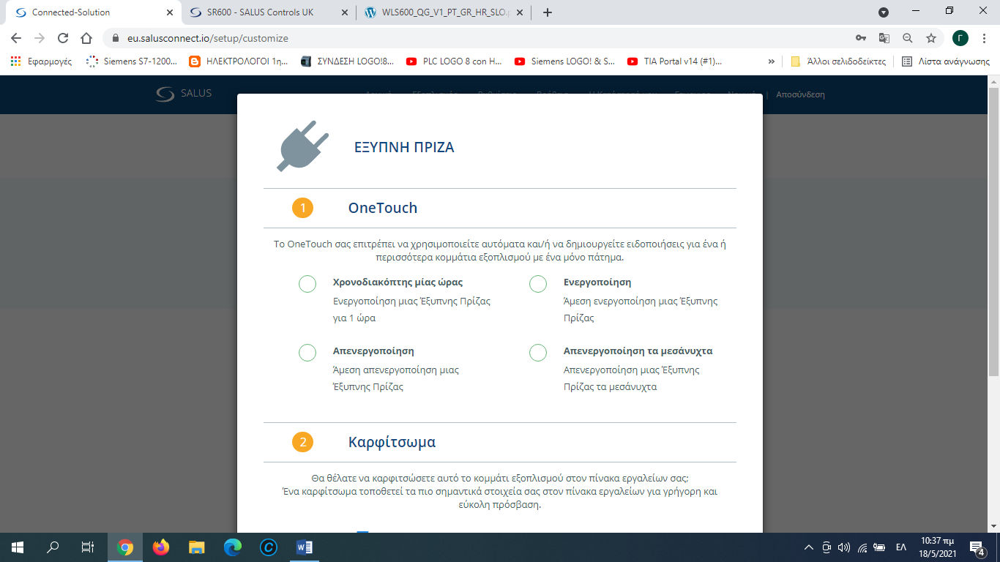 Connected-Solution
SR600 - SALUS Controls UK
WLS600_QG_V1_PT_GR_HR_SLO.p
eu.salusconnect.io/setup/customize
Γ
Εφαρμογές
Siemens S7-1200...
ΗΛΕΚΤΡΟΛΟΓΟΙ 1η...
ΣΥΝΔΕΣΗ LOGO!8...
PLC LOGO 8 con H...
Siemens LOGO! & S...
TIA Portal v14 (#1)...
»
Άλλοι σελιδοδείκτες
Λίστα ανάγνωσης
SALUS
| Αποσύνδεση
ΕΞΥΠΝΗ ΠΡΙΖΑ
1 OneTouch
Το OneTouch σας επιτρέπει να χρησιμοποιείτε αυτόματα και/ή να δημιουργείτε ειδοποιήσεις για ένα ή
περισσότερα κομμάτια εξοπλισμού με ένα μόνο πάτημα.
Χρονοδιακόπτης μίας ώρας
Ενεργοποίηση μιας Έξυπνης Πρίζας
για 1 ώρα
Ενεργοποίηση
Άμεση ενεργοποίηση μιας Έξυπνης
Πρίζας
Απενεργοποίηση
Άμεση απενεργοποίηση μιας
Έξυπνης Πρίζας
Απενεργοποίηση τα μεσάνυχτα
Απενεργοποίηση μιας Έξυπνης
Πρίζας τα μεσάνυχτα
2 Καρφίτσωμα
Θα θέλατε να καρφιτσώσετε αυτό το κομμάτι εξοπλισμού στον πίνακα εργαλείων σας;
Ένα καρφίτσωμα τοποθετεί τα πιο σημαντικά στοιχεία σας στον πίνακα εργαλείων για γρήγορη και
εύκολη πρόσβαση.
ΕΛ
10:37 πμ
18/5/2021
4